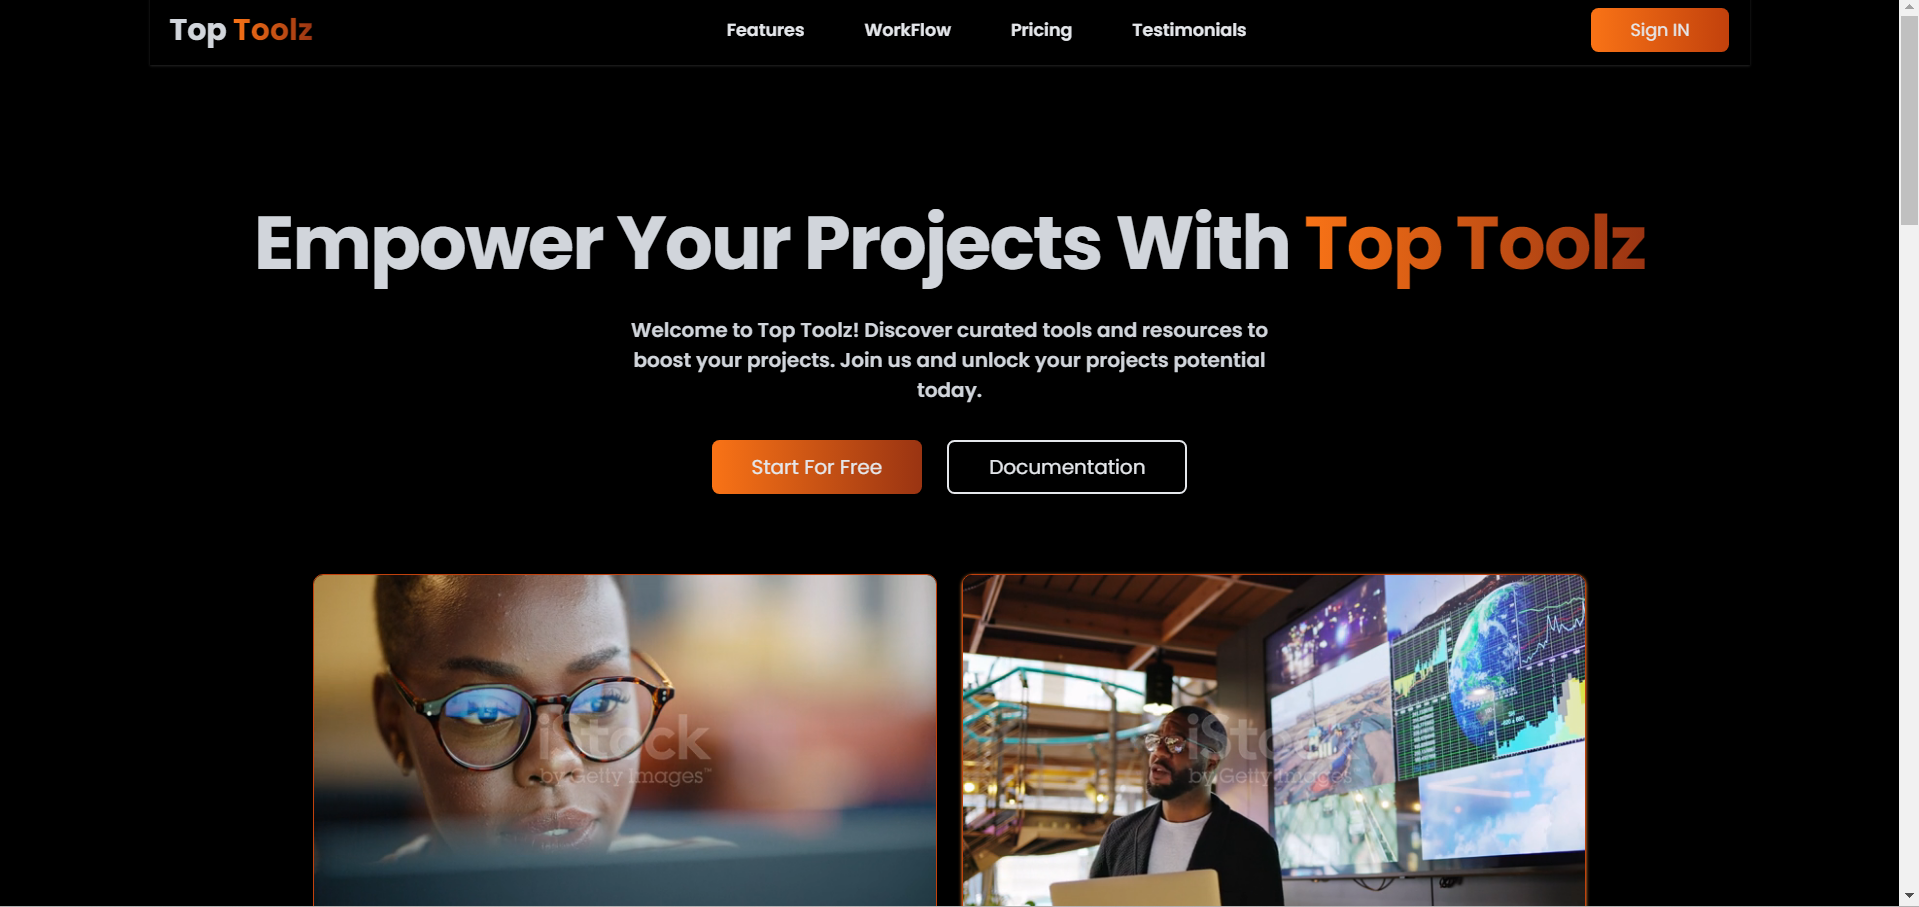 Top Toolz
Features
WorkFlow
Pricing
Testimonials
Sign IN
Empower Your Projects With Top Toolz
Welcome to Top Toolz! Discover curated tools and resources to
boost your projects. Join us and unlock your projects potential
today.
Start For Free
Documentation
iStock
by Getty Images™
iStock
by Getty Images